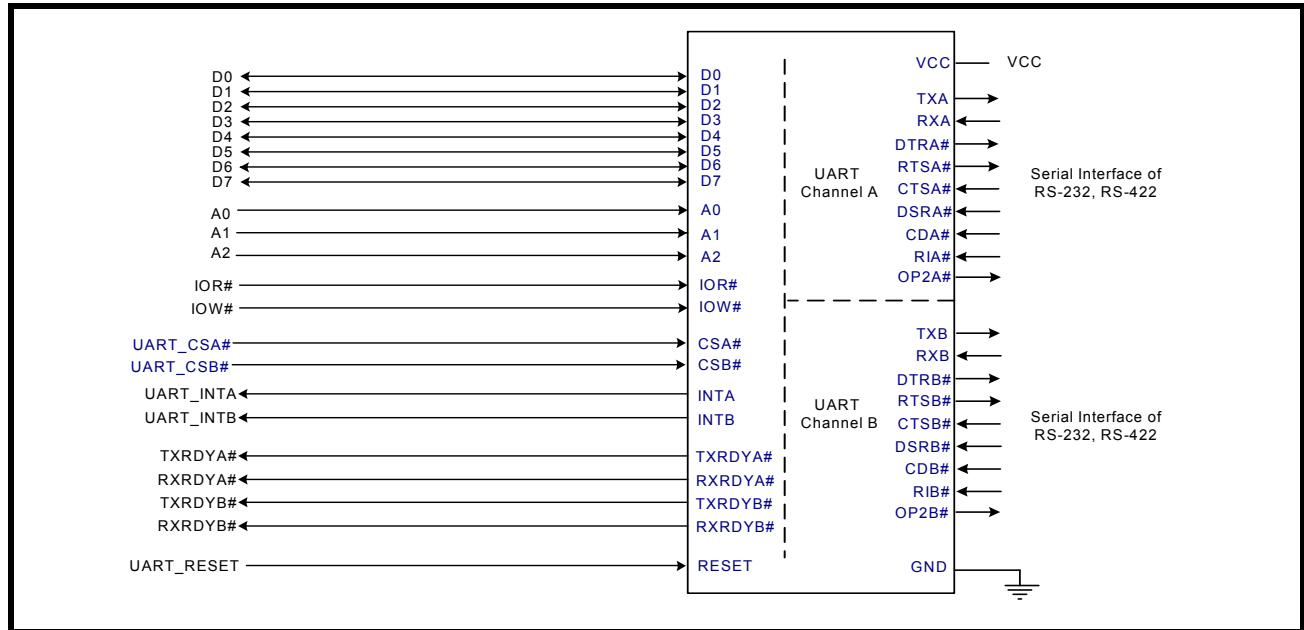 D0
D1
D2
D3
D4
D5
D6
D7
A0
A1
A2
IOR#
IOW#
UART_CSA#
UART_CSB#
UART_INTA
UART_INTB
TXRDYA#
RXRDYA#
TXRDYB#
RXRDYB#
UART_RESET
D0
D1
D2
D3
D4
D5
D6
D7
A0
A1
A2
IOR#
IOW#
CSA#
CSB#
INTA
INTB
TXRDYA#
RXRDYA#
TXRDYB#
RXRDYB#
RESET
UART
Channel A
UART
Channel B
VCC
TXA
RXA
DTRA#
RTSA#
CTSA#
DSRA#
CDA#
RIA#
OP2A#
TXB
RXB
DTRB#
RTSB#
CTSB#
DSRB#
CDB#
RIB#
OP2B#
GND
VCC
Serial Interface of
RS-232, RS-422
Serial Interface of
RS-232, RS-422